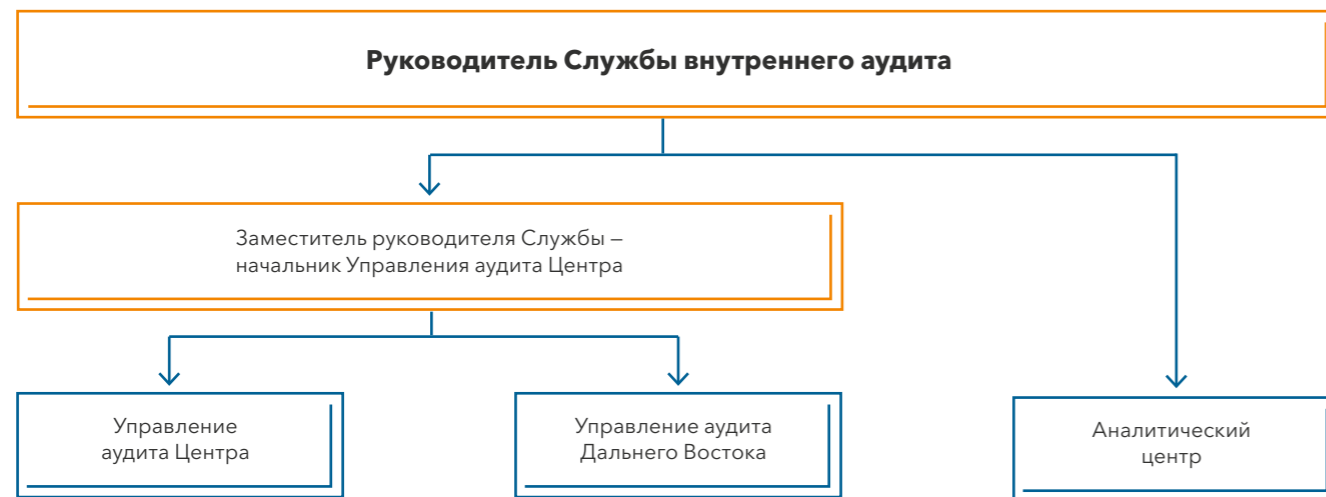 Руководитель Службы внутреннего аудита
Заместитель руководителя Службы —
начальник Управления аудита Центра
Управление
аудита Центра
Управление аудита
Дальнего Востока
Аналитический
центр